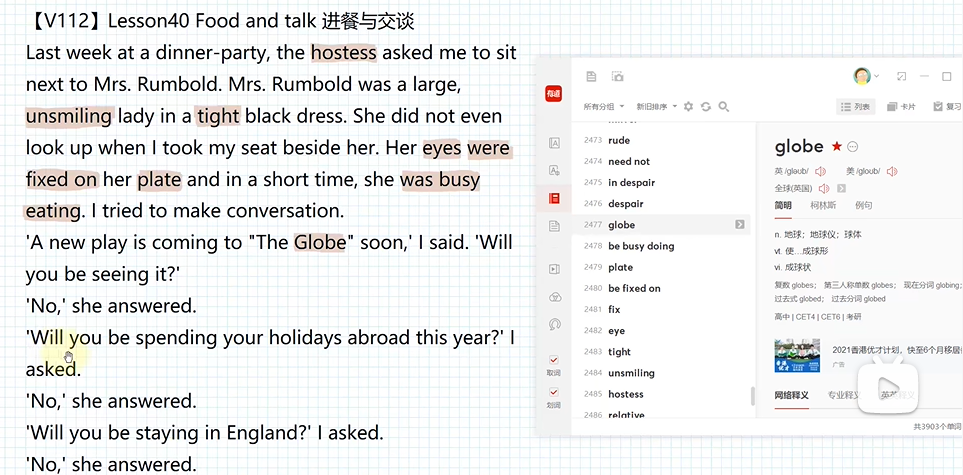 【V112】Lesson40 Food and talk 进餐与交谈
Last week at a dinner-party, the hostess asked me to sit
next to Mrs. Rumbold. Mrs. Rumbold was a large,
unsmiling lady in a tight black dress. She did not even
look up when I took my seat beside her. Her eyes were
fixed on her plate and in a short time, she was busy
eating. I tried to make conversation.
'A new play is coming to "The Globe" soon,' I said. 'Will
you be seeing it?'
'No,' she answered.
'Will you be spending your holidays abroad this year?' I
asked.
'No,' she answered.
'Will you be staying in England?' I asked.
'No,' she answered.
有道
取词
划词
所有分组 新旧排序
列表 卡片 复习
2473 rude
2474 need not
2475 in despair
2476 despair
2477 globe
2478 be busy doing
2479 plate
2480 be fixed on
2481 fix
2482 eye
2483 tight
2484 unsmiling
2485 hostess
2486 relative
globe
英 /ɡləʊb/ 美 /ɡloʊb/
全球(英国)
简明 柯林斯 例句
n. 地球；地球仪；球体
vt. 使…成球形
vi. 成球状
复数 globes； 第三人称单数 globes； 现在分词 globing；
过去式 globed； 过去分词 globed
高中 | CET4 | CET6 | 考研
2021香港优才计划，快至6个月移居
广告
网络释义 专业释义 英英释义
共3903个单词